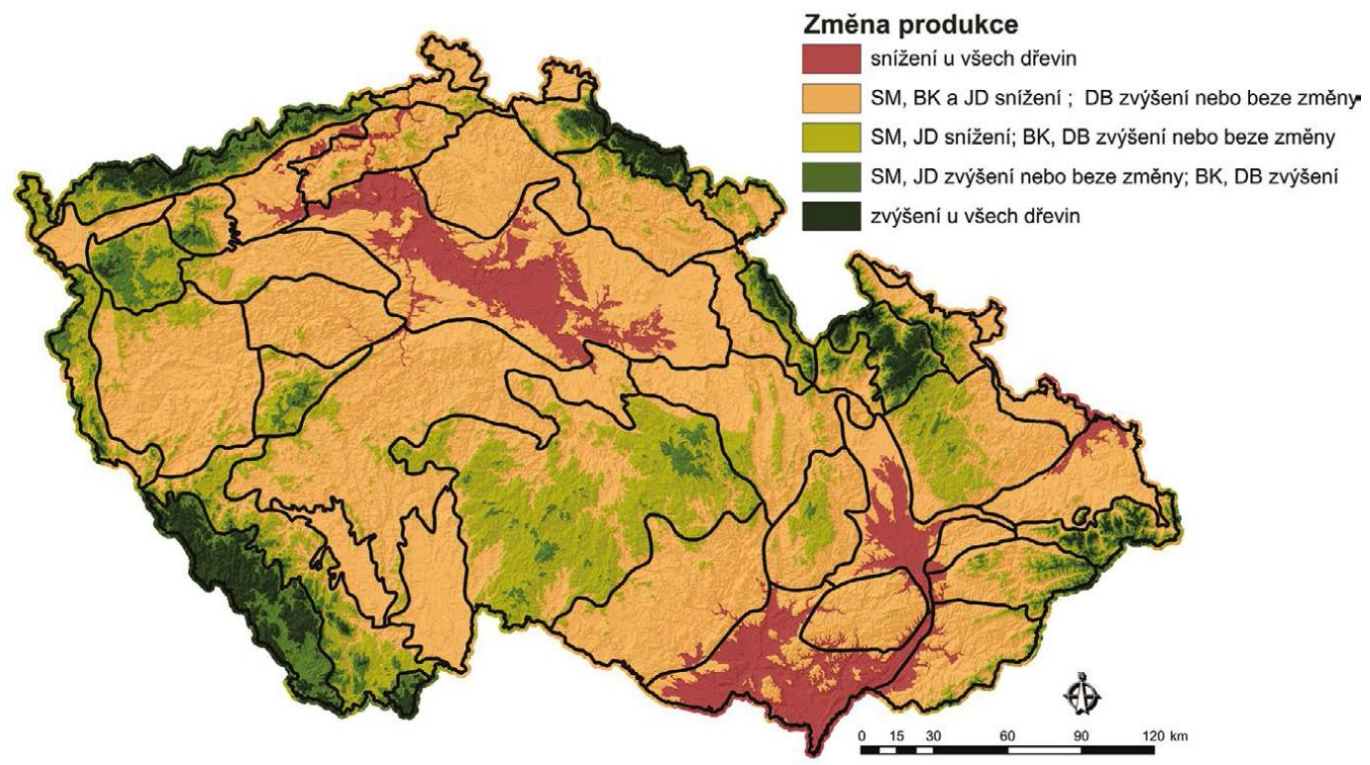 Změna produkce
snížení u všech dřevin
SM, BK a JD snížení ; DB zvýšení nebo beze změny
SM, JD snížení; BK, DB zvýšení nebo beze změny
SM, JD zvýšení nebo beze změny; BK, DB zvýšení
zvýšení u všech dřevin
0 15 30 60 90 120 km